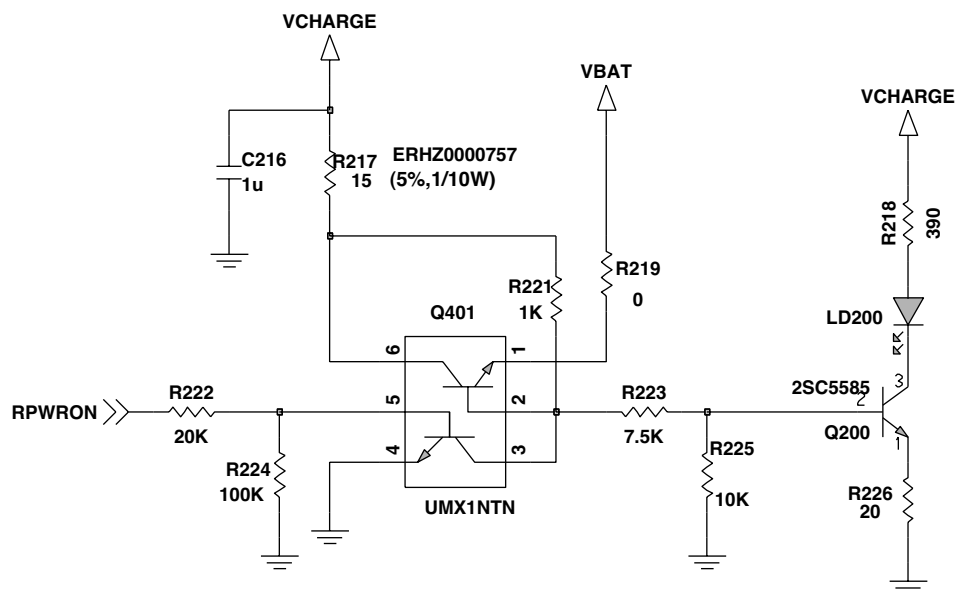 VCHARGE
VBAT
VCHARGE
C216
1u
R217
15
ERHZ0000757
(5%,1/10W)
R218
390
R221
1K
R219
0
Q401
LD200
6
1
5
2
4
3
RPWRON
R222
20K
R223
7.5K
2SC5585
3
2
Q200
1
R224
100K
R225
10K
UMX1NTN
R226
20